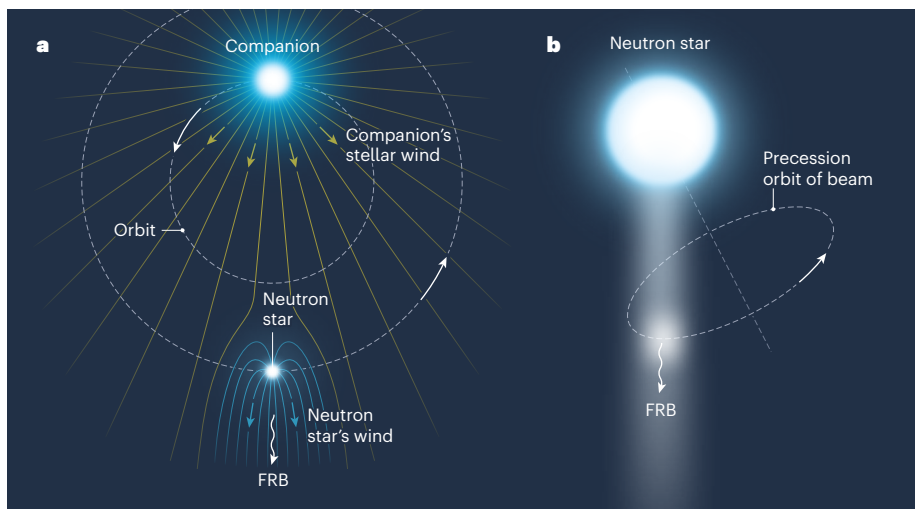 a
Companion
Companion's
stellar wind
Orbit
Neutron
star
Neutron
star's wind
FRB
b
Neutron star
Precession
orbit of beam
FRB